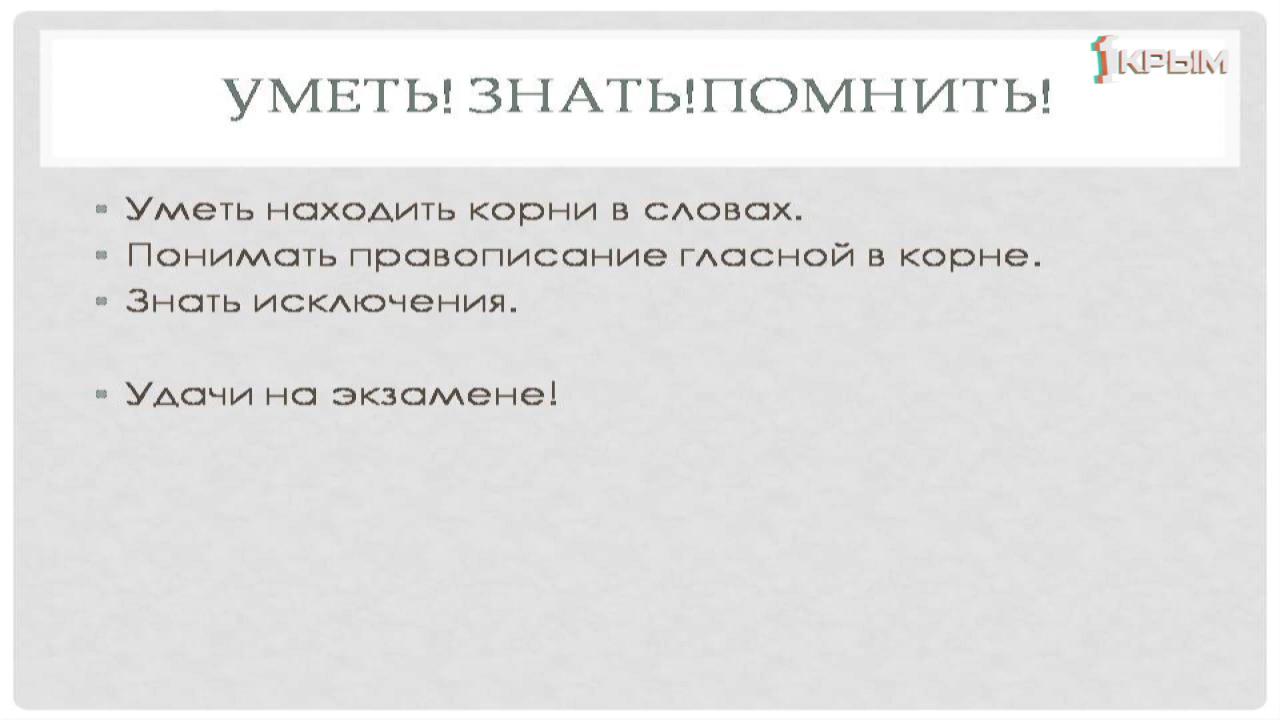 1КРЫМ
УМЕТЬ! ЗНАТЬ!ПОМНИТЬ!
Уметь находить корни в словах.
Понимать правописание гласной в корне.
Знать исключения.
Удачи на экзамене!